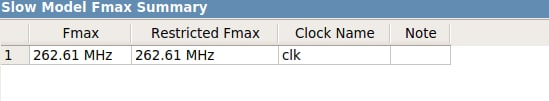 Slow Model Fmax Summary
Fmax Restricted Fmax Clock Name Note
1 262.61 MHz 262.61 MHz clk